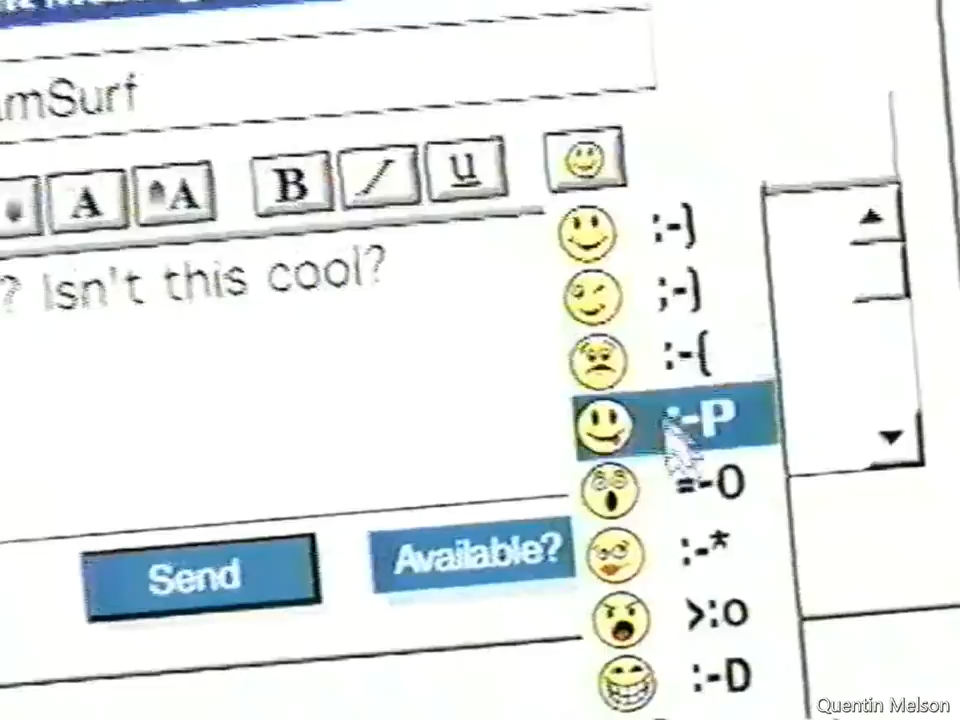 mSurf
A A B / U
? Isn't this cool?
:-)
;-)
:-(
:-P
=-O
:-*
>:o
:-D
Send Available?
Quentin Melson